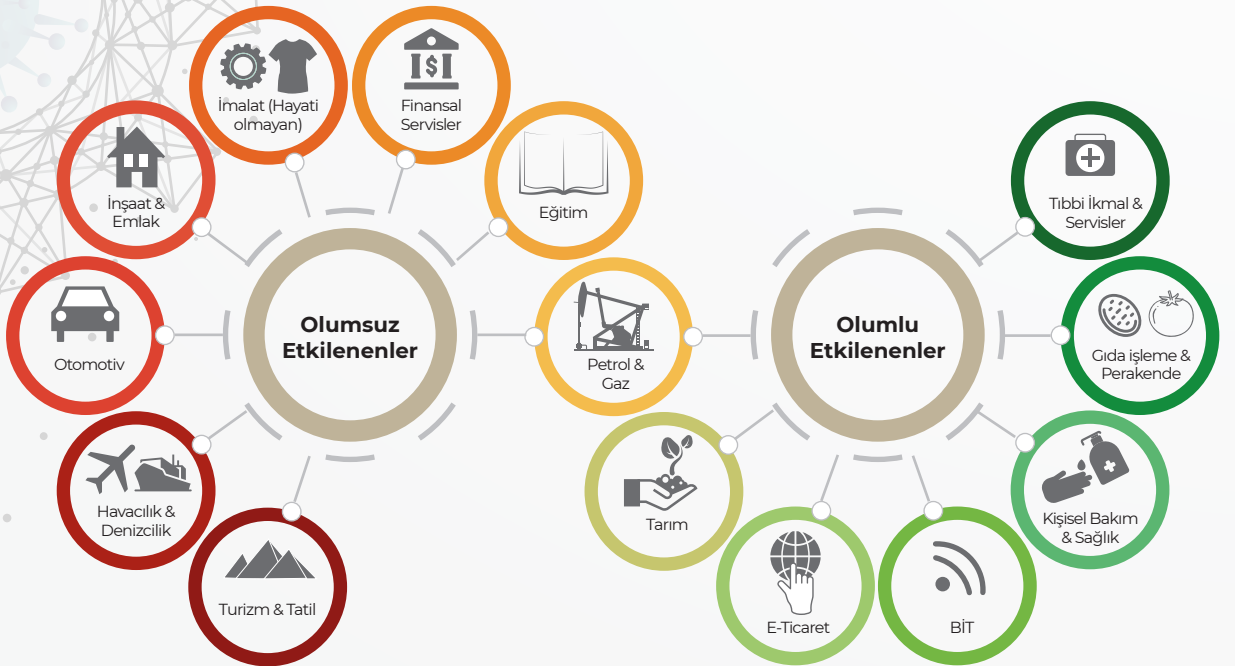 İmalat (Hayati
olmayan)
Finansal
Servisler
İnşaat &
Emlak
Eğitim
Otomotiv
Olumsuz
Etkilenenler
Petrol &
Gaz
Havacılık &
Denizcilik
Turizm & Tatil
Olumlu
Etkilenenler
Tıbbi İkmal &
Servisler
Gıda işleme &
Perakende
Kişisel Bakım
& Sağlık
Tarım
E-Ticaret
BİT